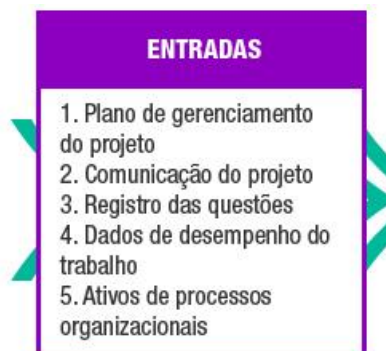 ENTRADAS
1. Plano de gerenciamento
do projeto
2. Comunicação do projeto
3. Registro das questões
4. Dados de desempenho do
trabalho
5. Ativos de processos
organizacionais